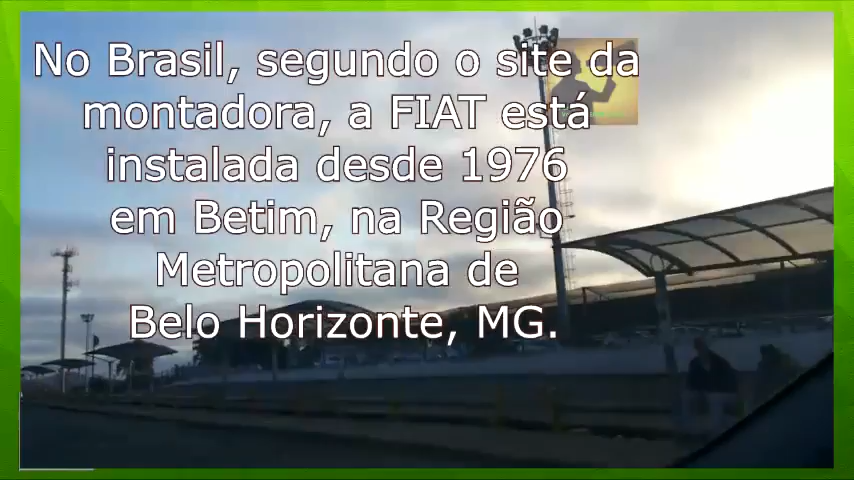 No Brasil, segundo o site da
montadora, a FIAT está
instalada desde 1976
em Betim, na Região
Metropolitana de
Belo Horizonte, MG.